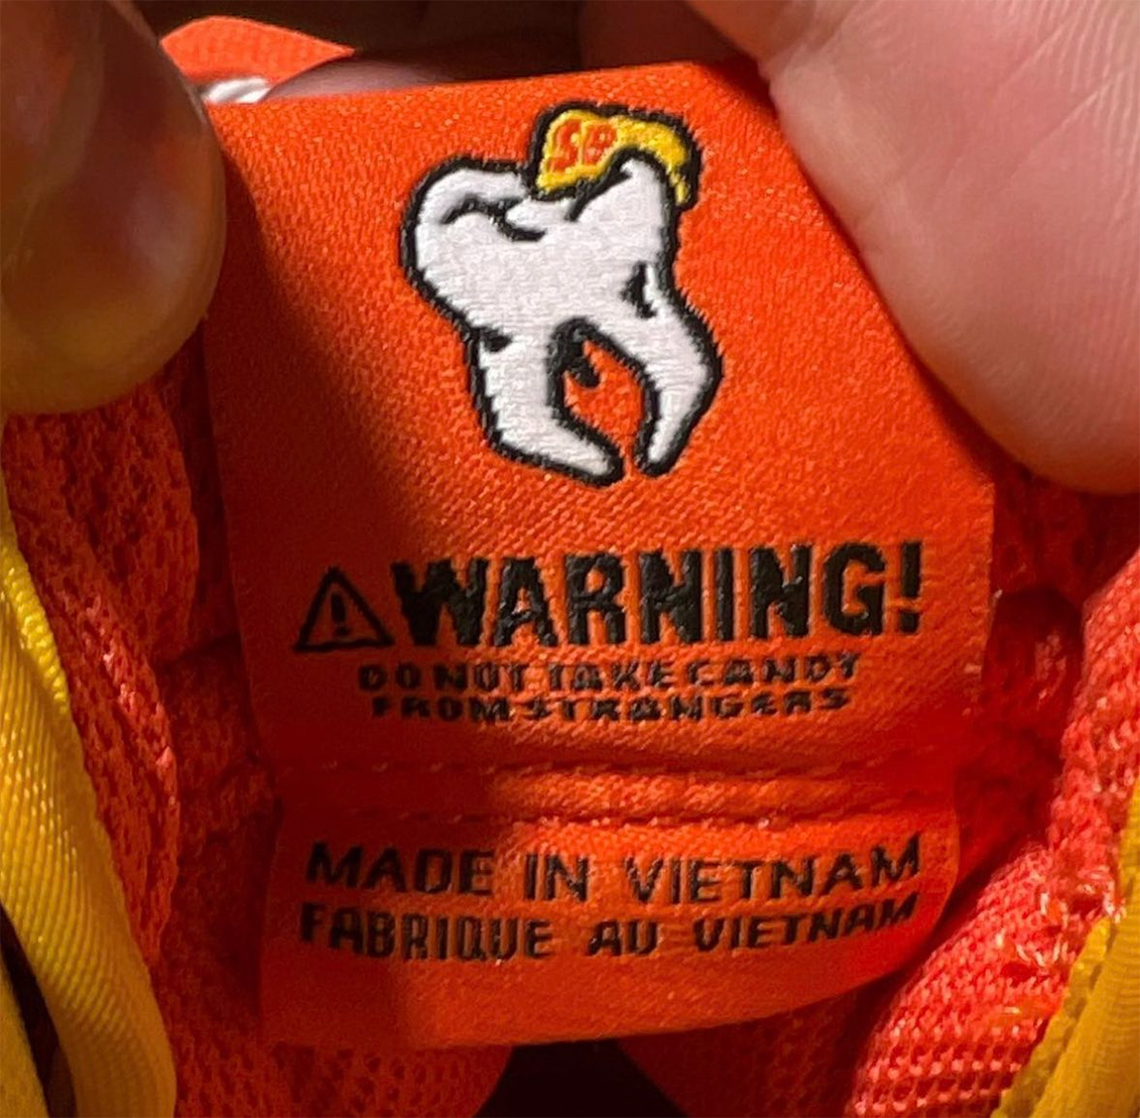 SB
WARNING!
DO NOT TAKE CANDY
FROM STRANGERS
MADE IN VIETNAM
FABRIQUE AU VIETNAM